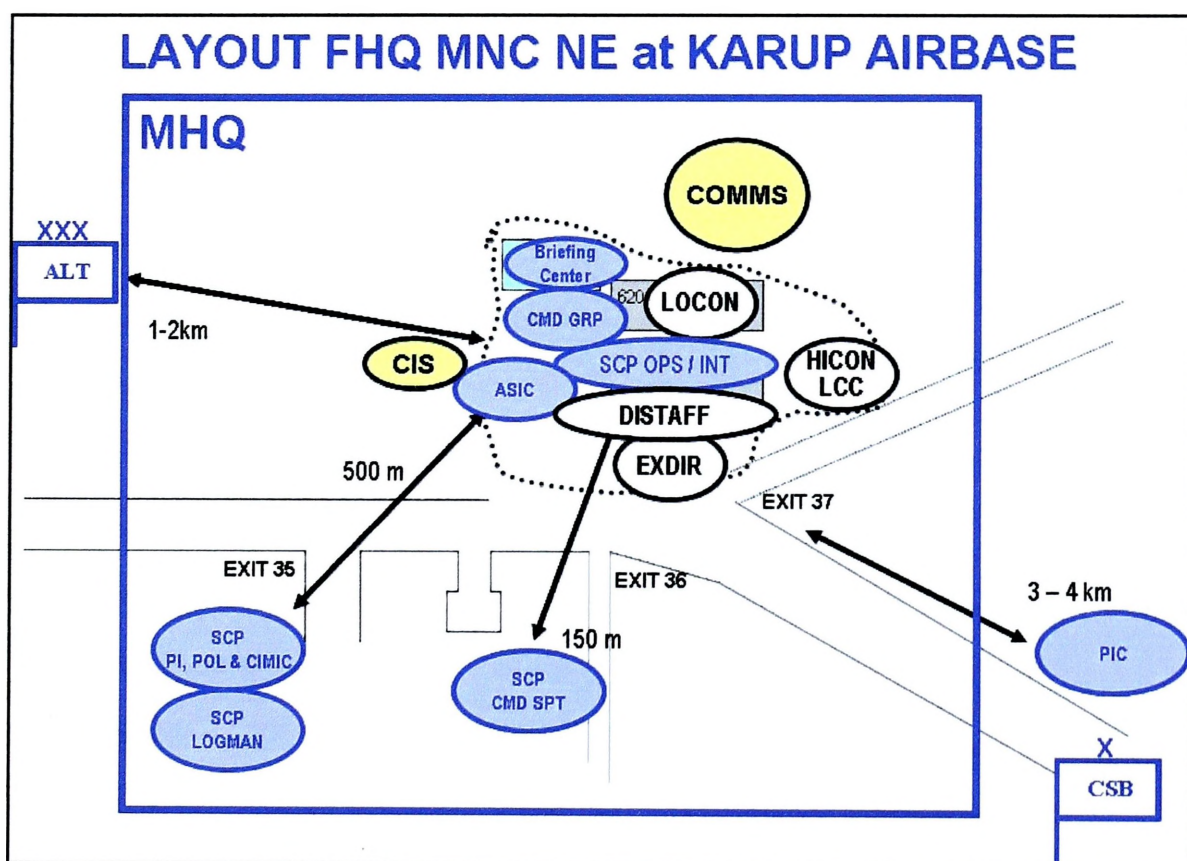 LAYOUT FHQ MNC NE at KARUP AIRBASE
MHQ
COMMS
XXX
ALT
1-2km
Briefing
Center
620
LOCON
CMD GRP
CIS
SCP OPS / INT
HICON
LCC
ASIC
DISTAFF
EXDIR
500 m
EXIT 37
EXIT 35
EXIT 36
3 – 4 km
SCP
PI, POL & CIMIC
150 m
PIC
SCP
CMD SPT
SCP
LOGMAN
X
CSB